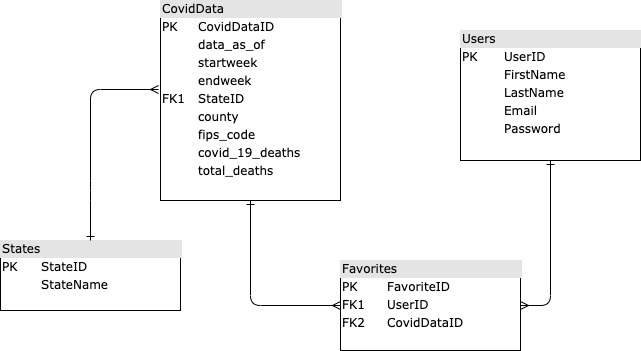 CovidData
PK CovidDataID
data_as_of
startweek
endweek
FK1 StateID
county
fips_code
covid_19_deaths
total_deaths
Users
PK UserID
FirstName
LastName
Email
Password
States
PK StateID
StateName
Favorites
PK FavoriteID
FK1 UserID
FK2 CovidDataID